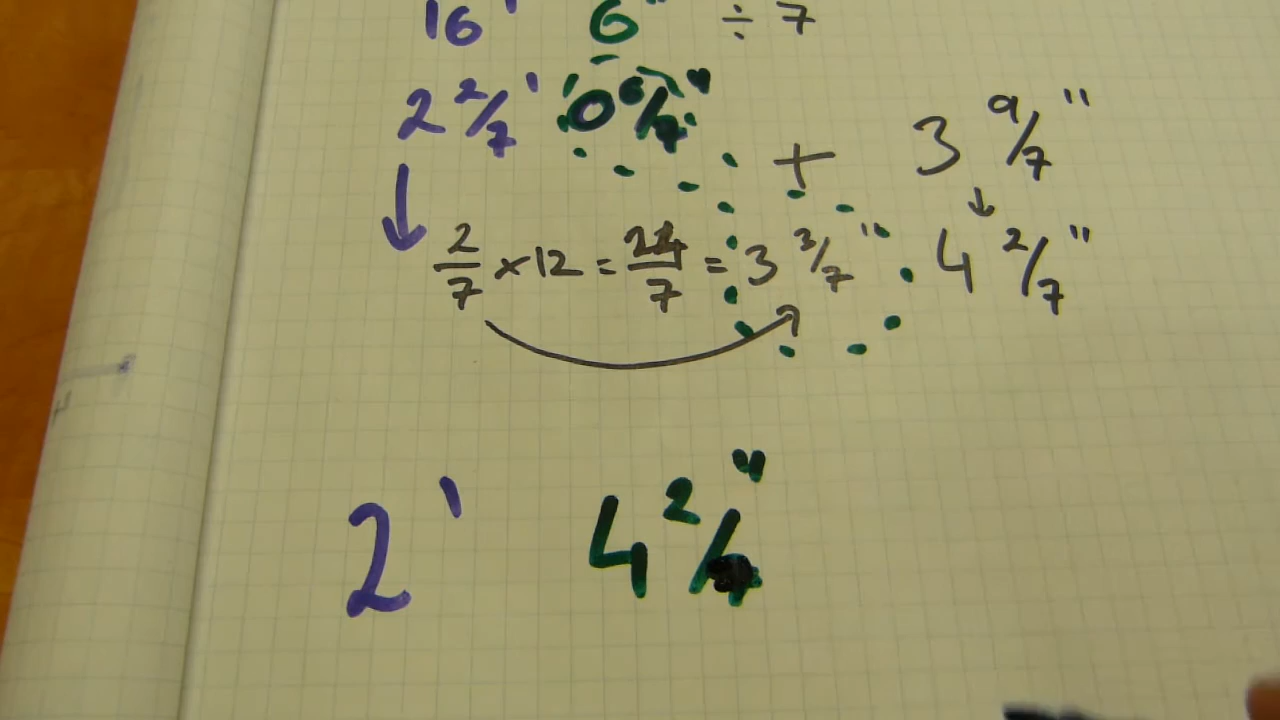 16' 6" ÷ 7
2 2/7' 0 6/7" + 3 9/7"
2/7 × 12 = 24/7 = 3 3/7" 4 2/7"
2' 4 2/7"